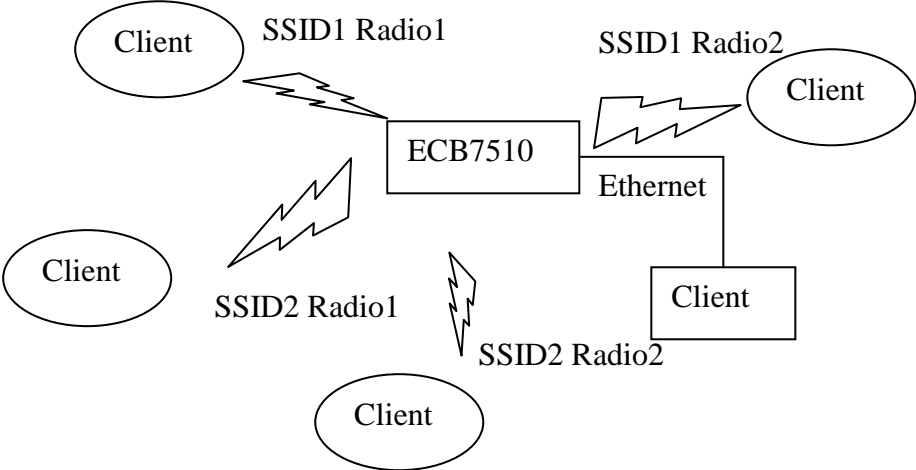 Client
SSID1 Radio1
SSID1 Radio2
Client
ECB7510
Ethernet
Client
Client
SSID2 Radio1
SSID2 Radio2
Client